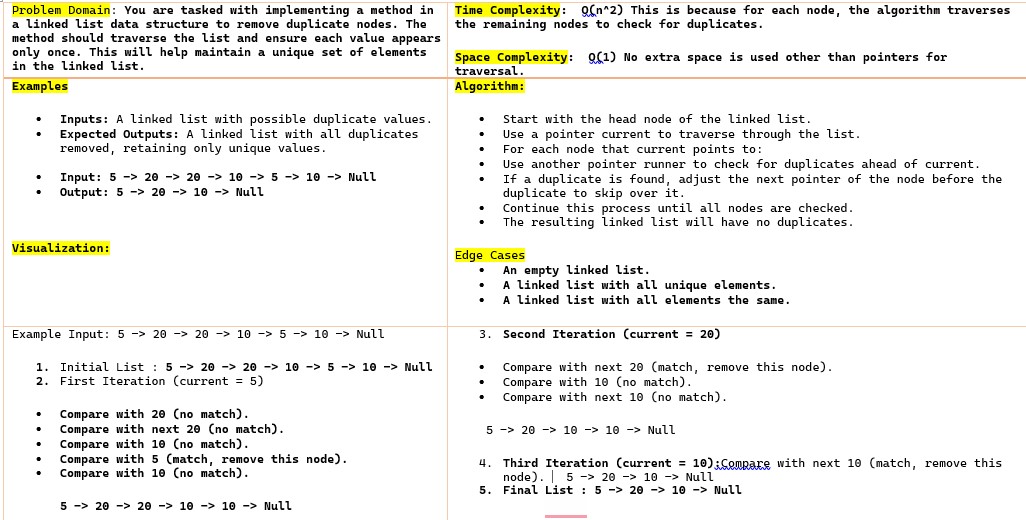 Problem Domain: You are tasked with implementing a method in
a linked list data structure to remove duplicate nodes. The
method should traverse the list and ensure each value appears
only once. This will help maintain a unique set of elements
in the linked list.
Time Complexity:  O(n^2) This is because for each node, the algorithm traverses
the remaining nodes to check for duplicates.
Space Complexity:  O(1) No extra space is used other than pointers for
traversal.
Examples
• Inputs: A linked list with possible duplicate values.
• Expected Outputs: A linked list with all duplicates
removed, retaining only unique values.
• Input: 5 -> 20 -> 20 -> 10 -> 5 -> 10 -> Null
• Output: 5 -> 20 -> 10 -> Null
Visualization:
Algorithm:
• Start with the head node of the linked list.
• Use a pointer current to traverse through the list.
• For each node that current points to:
• Use another pointer runner to check for duplicates ahead of current.
• If a duplicate is found, adjust the next pointer of the node before the
duplicate to skip over it.
• Continue this process until all nodes are checked.
• The resulting linked list will have no duplicates.
Edge Cases
• An empty linked list.
• A linked list with all unique elements.
• A linked list with all elements the same.
Example Input: 5 -> 20 -> 20 -> 10 -> 5 -> 10 -> Null
1. Initial List : 5 -> 20 -> 20 -> 10 -> 5 -> 10 -> Null
2. First Iteration (current = 5)
• Compare with 20 (no match).
• Compare with next 20 (no match).
• Compare with 10 (no match).
• Compare with 5 (match, remove this node).
• Compare with 10 (no match).
5 -> 20 -> 20 -> 10 -> 10 -> Null
3. Second Iteration (current = 20)
• Compare with next 20 (match, remove this node).
• Compare with 10 (no match).
• Compare with next 10 (no match).
5 -> 20 -> 10 -> 10 -> Null
4. Third Iteration (current = 10):Compare with next 10 (match, remove this
node).  5 -> 20 -> 10 -> Null
5. Final List : 5 -> 20 -> 10 -> Null